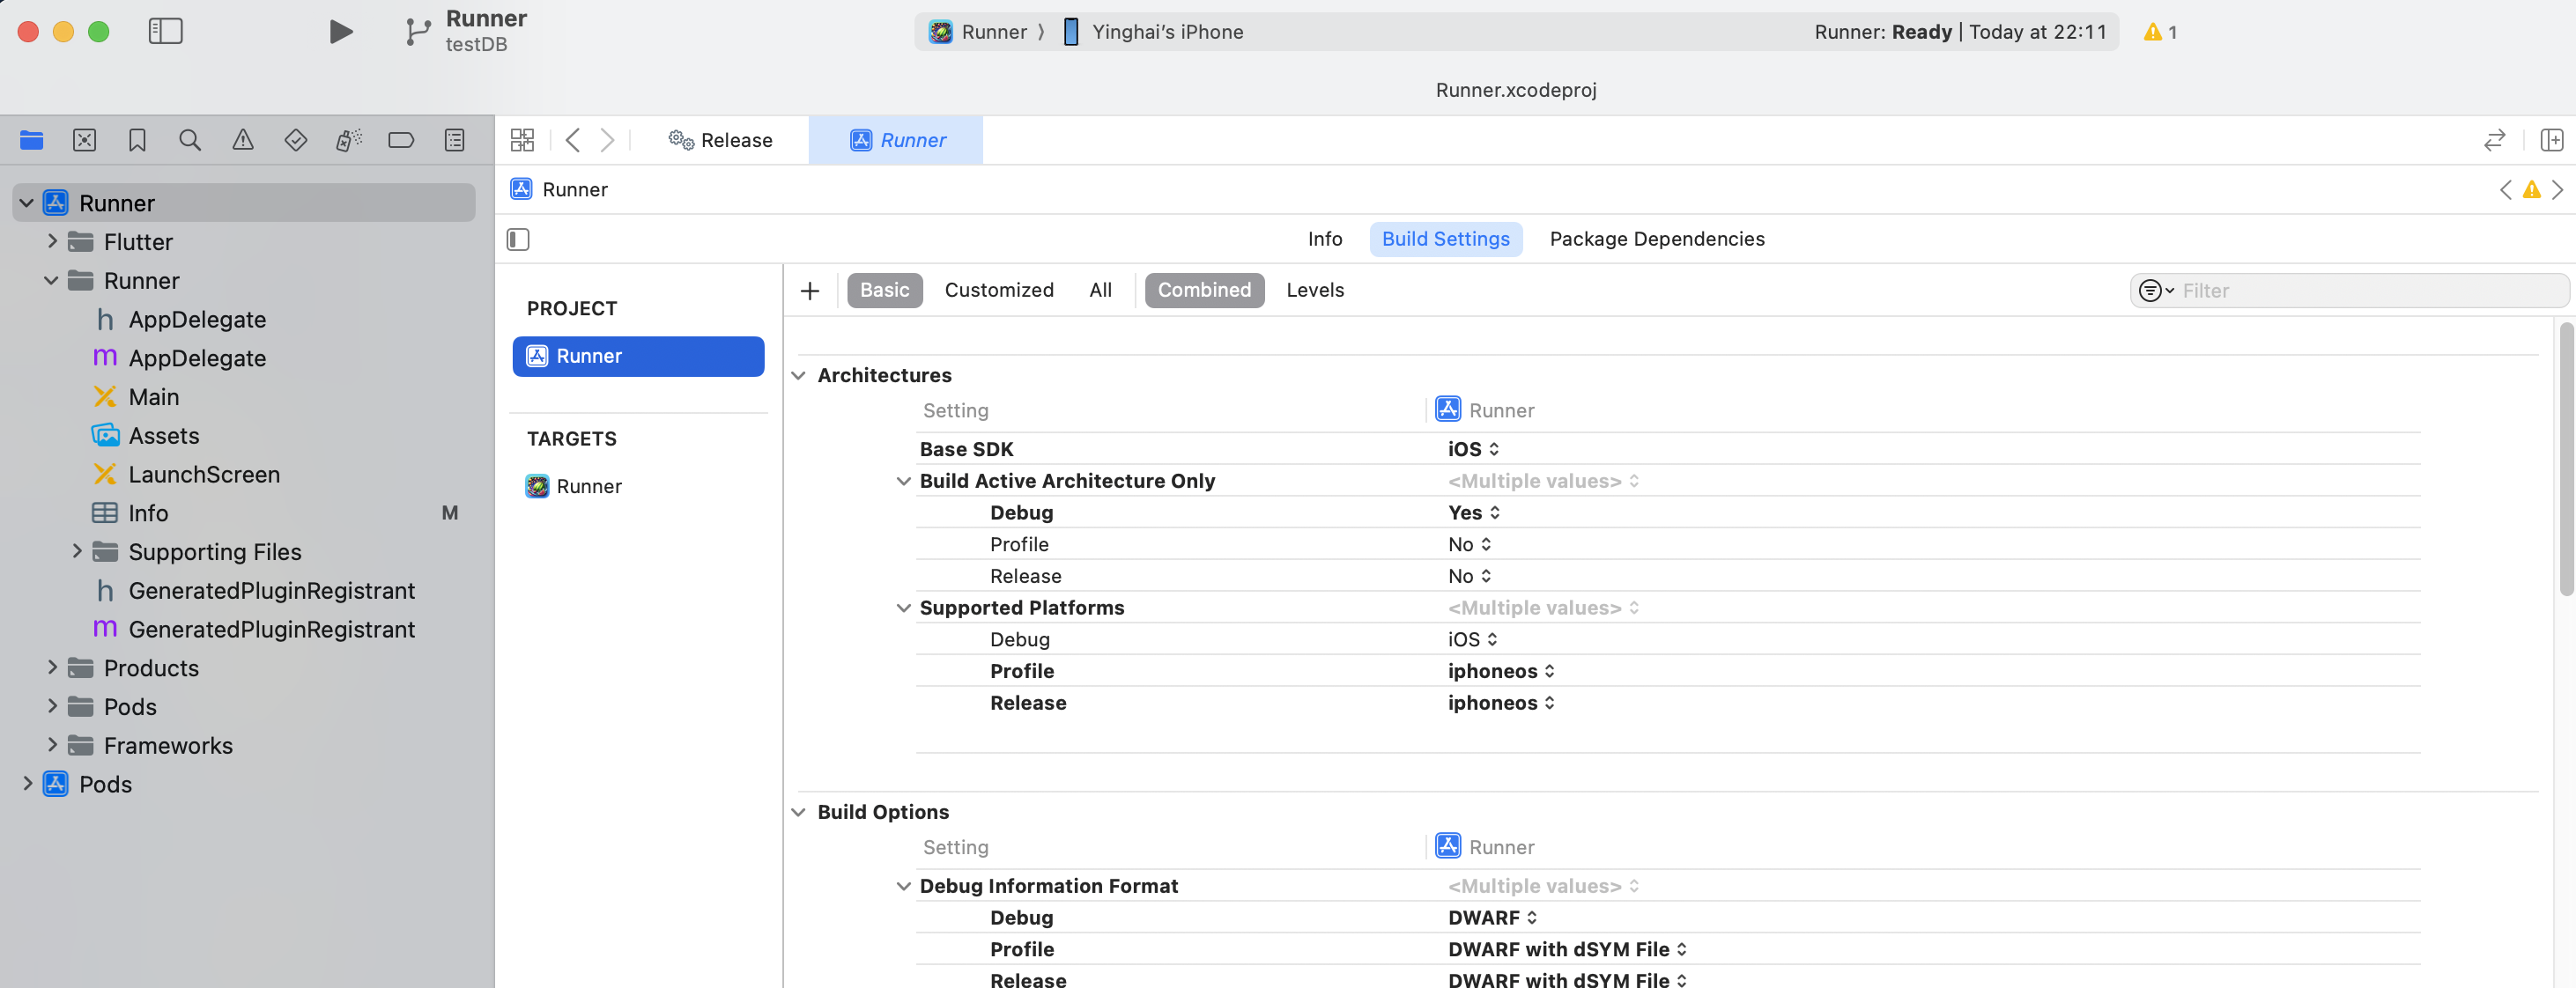 Runner
testDB
Runner 〉 Yinghai’s iPhone
Runner: Ready | Today at 22:11
1
Runner.xcodeproj
Release
Runner
Runner
Info
Build Settings
Package Dependencies
Runner
Flutter
Runner
h AppDelegate
m AppDelegate
Main
Assets
LaunchScreen
Info M
Supporting Files
h GeneratedPluginRegistrant
m GeneratedPluginRegistrant
Products
Pods
Frameworks
Pods
PROJECT
Runner
TARGETS
Runner
+ Basic Customized All Combined Levels
Filter
Architectures
Setting Runner
Base SDK iOS
Build Active Architecture Only <Multiple values>
Debug Yes
Profile No
Release No
Supported Platforms <Multiple values>
Debug iOS
Profile iphoneos
Release iphoneos
Build Options
Setting Runner
Debug Information Format <Multiple values>
Debug DWARF
Profile DWARF with dSYM File
Release DWARF with dSYM File